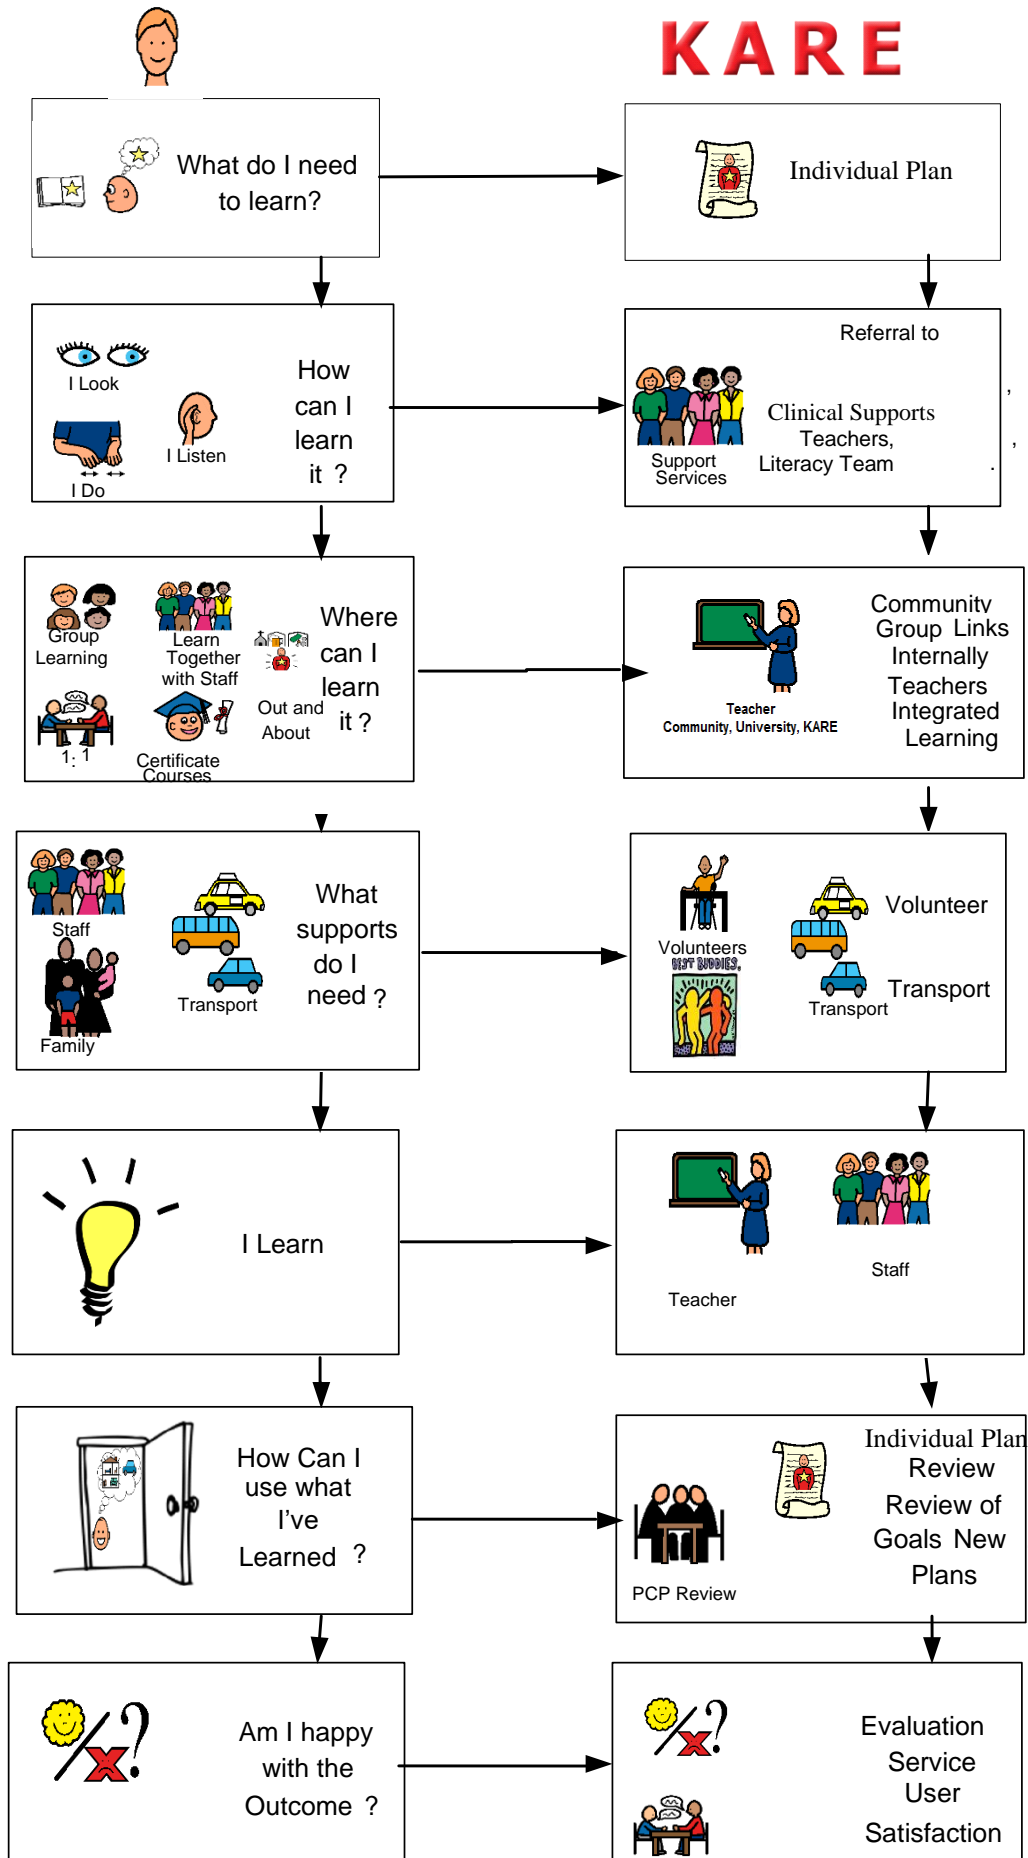 KARE
What do I need
to learn?
Individual Plan
I Look
I Listen
I Do
How
can I
learn
it ?
Referral to
,
Clinical Supports
Teachers,
,
Literacy Team
.
Support
Services
Group
Learning
Learn
Together
with Staff
Out and
About
1: 1
Certificate
Courses
Where
can I
learn
it ?
Teacher
Community, University, KARE
Community
Group Links
Internally
Teachers
Integrated
Learning
Staff
Family
Transport
What
supports
do I
need ?
Volunteers
BEST BUDDIES.
Volunteer
Transport
Transport
I Learn
Teacher
Staff
How Can I
use what
I've
Learned ?
PCP Review
Individual Plan
Review
Review of
Goals New
Plans
?
Am I happy
with the
Outcome ?
?
Evaluation
Service
User
Satisfaction